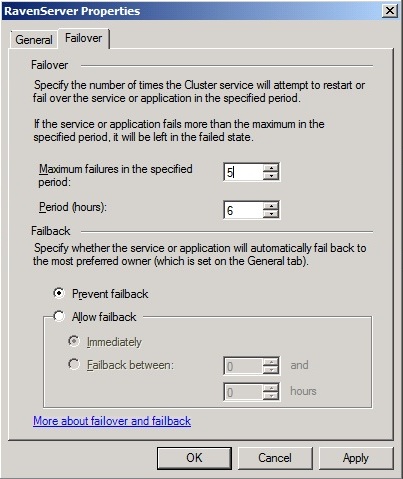 RavenServer Properties
General
Failover
Failover
Specify the number of times the Cluster service will attempt to restart or
fail over the service or application in the specified period.
If the service or application fails more than the maximum in the
specified period, it will be left in the failed state.
Maximum failures in the specified
period:
5
Period (hours):
6
Failback
Specify whether the service or application will automatically fail back to
the most preferred owner (which is set on the General tab).
Prevent failback
Allow failback
Immediately
Failback between:
0
and
0
hours
More about failover and failback
OK
Cancel
Apply